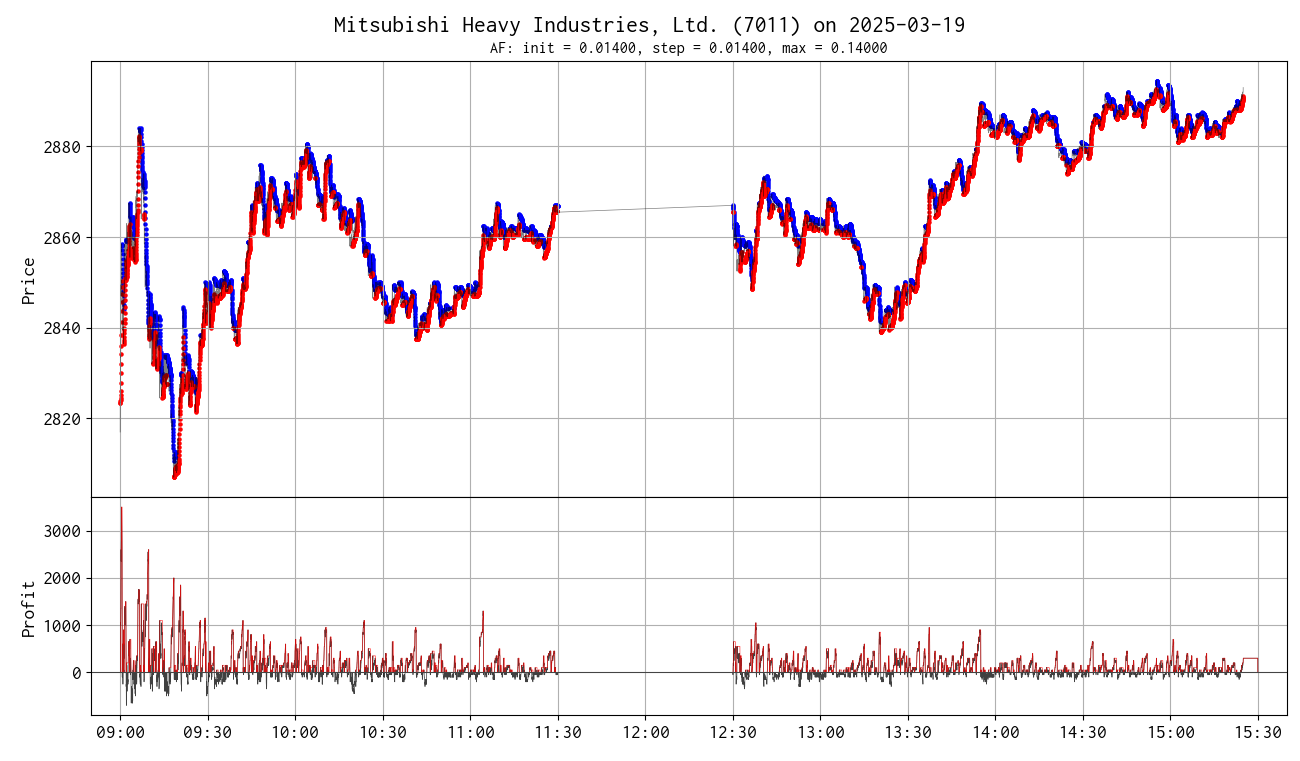 Mitsubishi Heavy Industries, Ltd. (7011) on 2025-03-19
AF: init = 0.01400, step = 0.01400, max = 0.14000
Price
2880
2860
2840
2820
Profit
3000
2000
1000
0
09:00 09:30 10:00 10:30 11:00 11:30 12:00 12:30 13:00 13:30 14:00 14:30 15:00 15:30